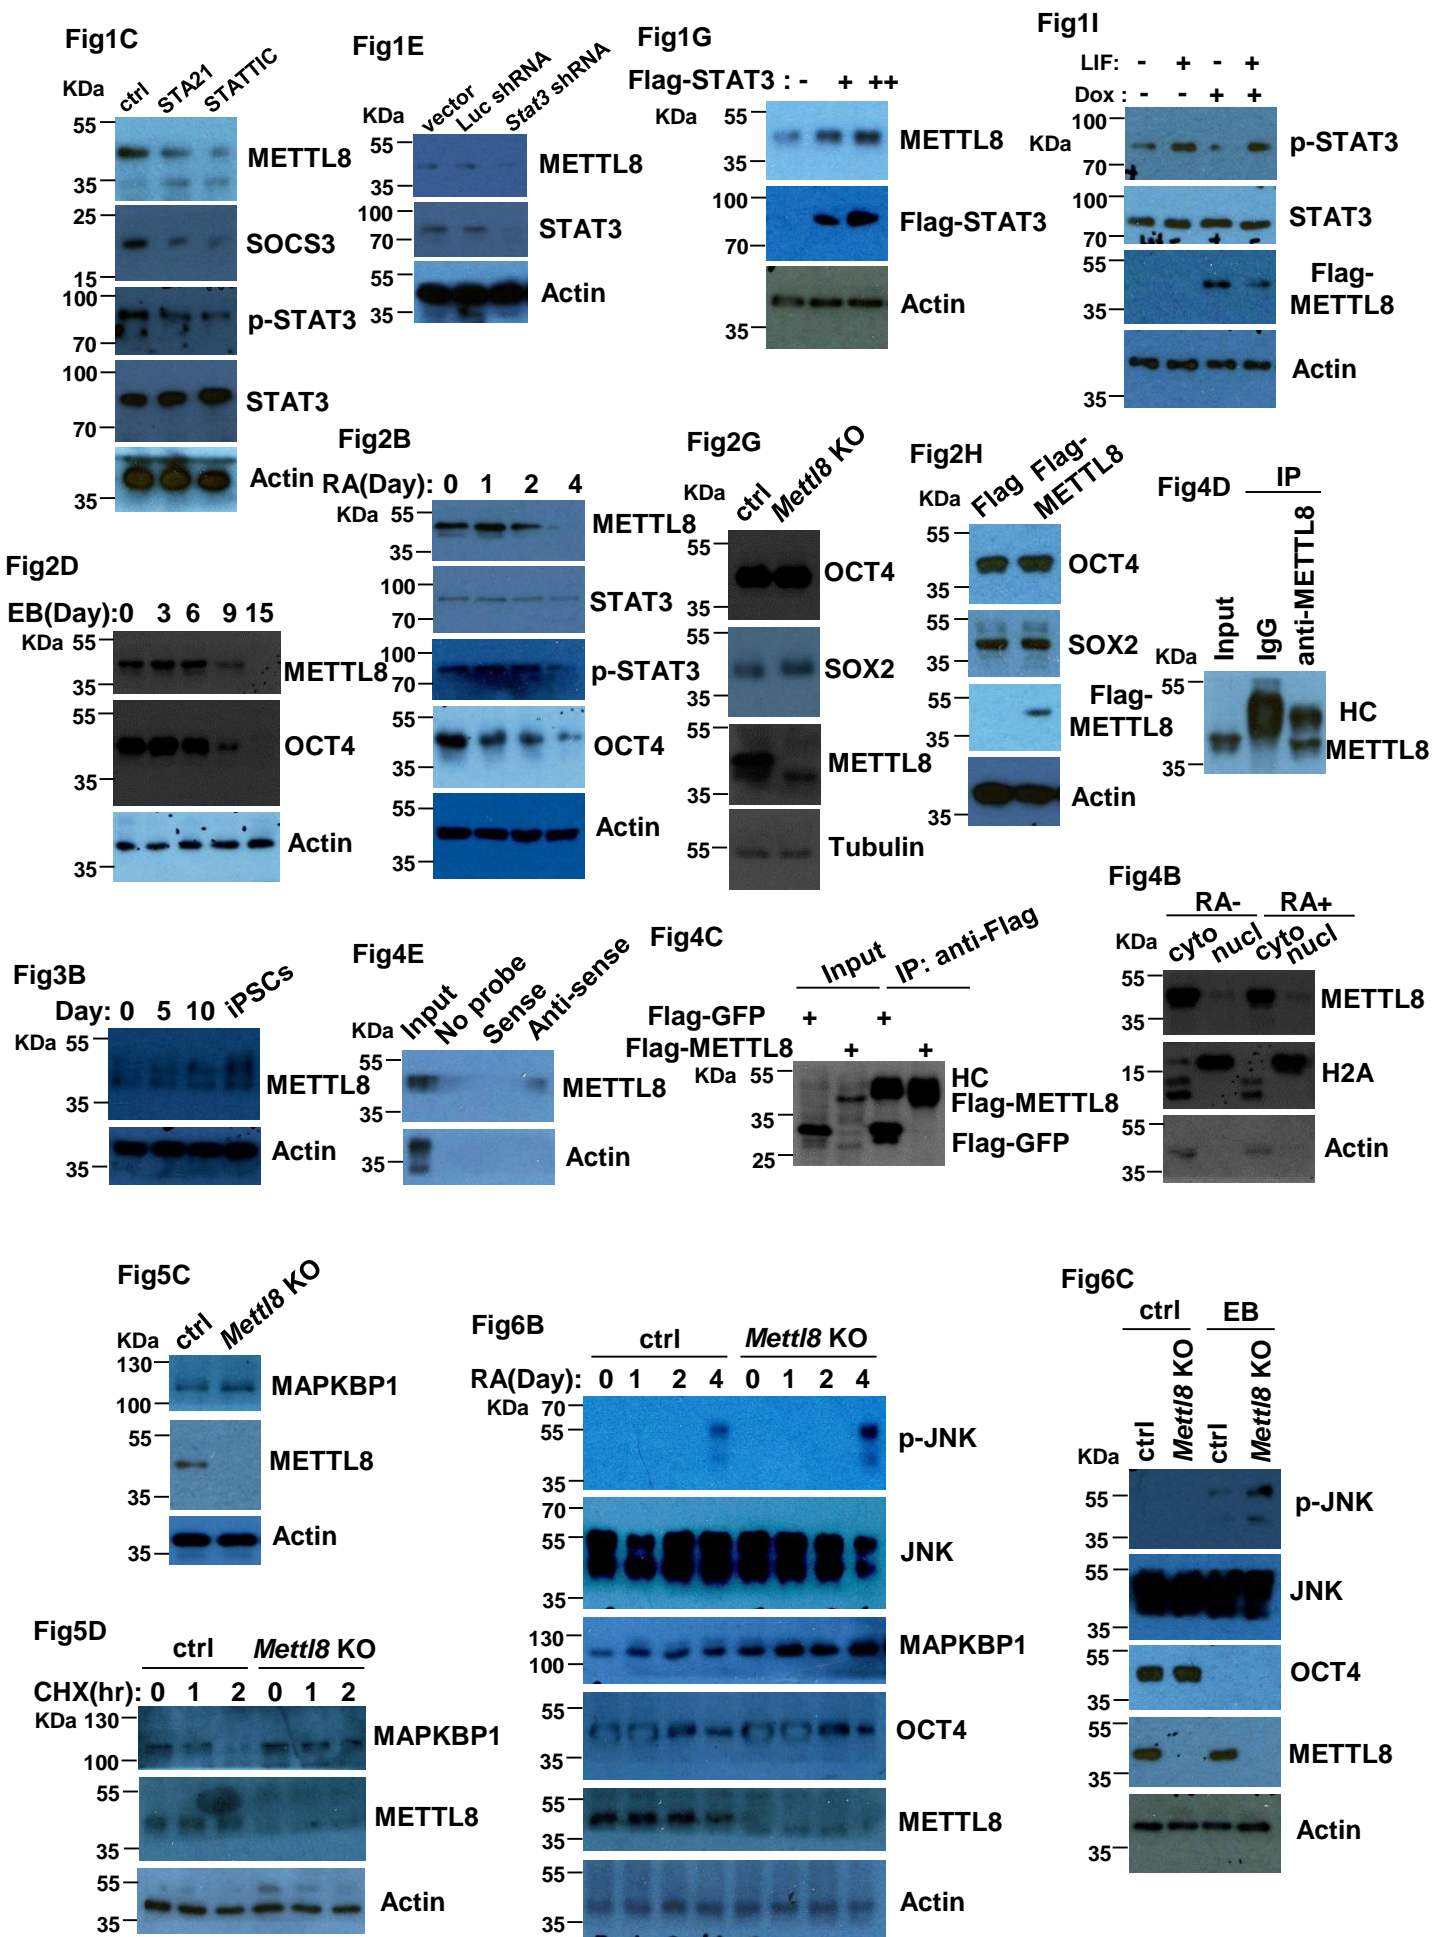 Fig1C
KDa
ctrl STA21 STATTIC
55
METTL8
35
25
SOCS3
15
100
p-STAT3
70
100
STAT3
70
Actin
35
Fig1E
KDa
vector Luc shRNA Stat3 shRNA
55
METTL8
35
100
STAT3
70
55
Actin
35
Fig1G
Flag-STAT3 : - + ++
KDa
55
METTL8
35
100
Flag-STAT3
70
Actin
35
Fig1I
LIF: - + - +
Dox : - - + +
100
KDa
p-STAT3
70
100
STAT3
70
55
Flag-
METTL8
35
Actin
35
Fig2D
EB(Day):0 3 6 9 15
KDa
55
METTL8
35
55
OCT4
35
Actin
35
Fig2B
RA(Day): 0 1 2 4
KDa
55
METTL8
35
100
STAT3
70
100
p-STAT3
70
55
OCT4
35
55
Actin
35
Fig2G
KDa
ctrl Mettl8 KO
55
OCT4
35
55
SOX2
35
55
METTL8
35
55
Tubulin
Fig2H
KDa
Flag Flag-
METTL8
55
OCT4
35
55
SOX2
35
55
Flag-
METTL8
35
Actin
35
Fig4D
IP
Input IgG anti-METTL8
KDa
55
HC
METTL8
35
Fig3B
Day: 0 5 10 iPSCs
KDa
55
METTL8
35
Actin
35
Fig4E
KDa
Input No probe Sense Anti-sense
55
METTL8
35
Actin
35
Fig4C
Input IP: anti-Flag
Flag-GFP + +
Flag-METTL8 + +
KDa
55
HC
Flag-METTL8
35
Flag-GFP
25
Fig4B
RA- RA+
KDa
cyto nucl cyto nucl
55
METTL8
35
15
H2A
55
Actin
35
Fig5C
KDa
ctrl Mettl8 KO
130
MAPKBP1
100
55
METTL8
35
Actin
35
Fig5D
ctrl Mettl8 KO
CHX(hr): 0 1 2 0 1 2
KDa
130
MAPKBP1
100
55
METTL8
35
55
Actin
35
Fig6B
ctrl Mettl8 KO
RA(Day): 0 1 2 4 0 1 2 4
KDa
70
55
p-JNK
35
70
55
JNK
35
130
MAPKBP1
100
55
OCT4
35
55
METTL8
35
55
Actin
35
Fig6C
ctrl EB
KDa
ctrl Mettl8 KO ctrl Mettl8 KO
55
p-JNK
35
55
JNK
35
55
OCT4
35
55
METTL8
35
Actin
35